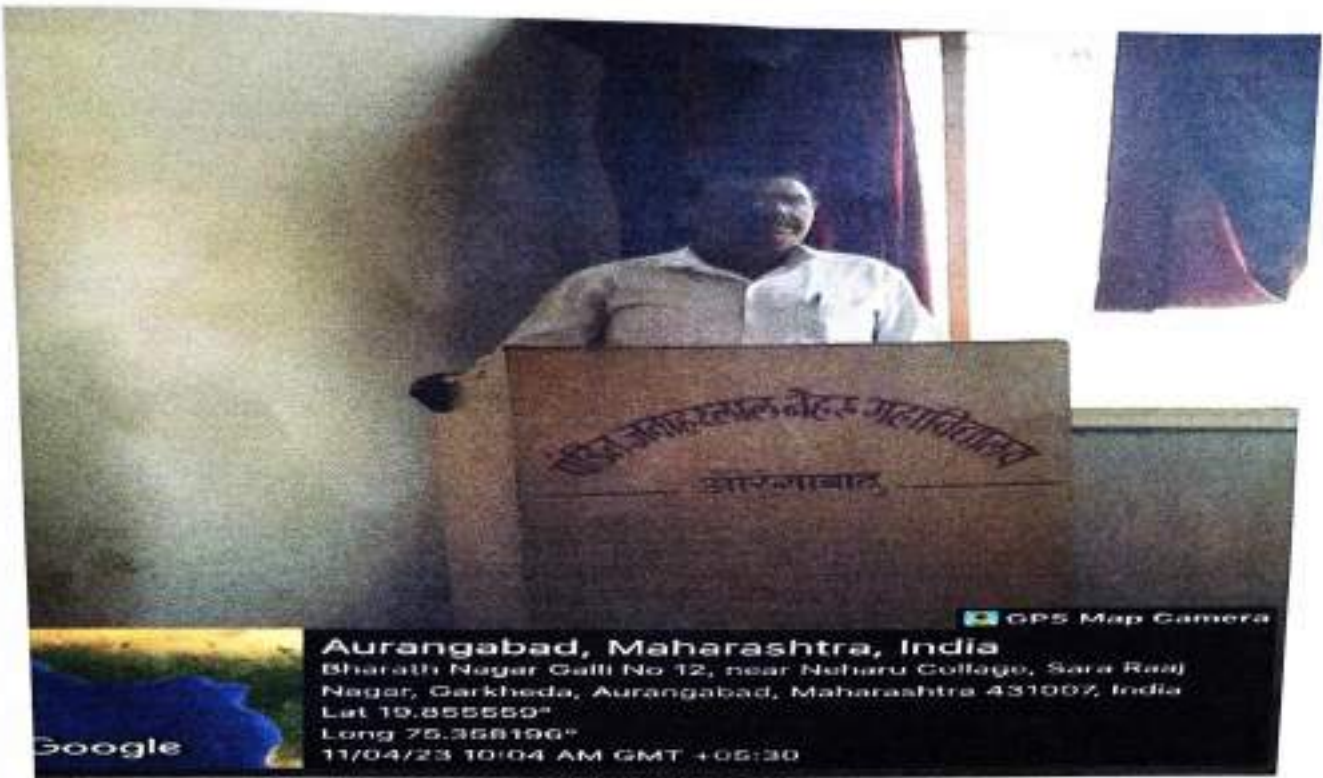 पंडित जवाहरलाल नेहरु महाविद्यालय
औरंगाबाद
GPS Map Camera
Aurangabad, Maharashtra, India
Bharath Nagar Galli No 12, near Neharu Collage, Sara Raaj
Nagar, Garkheda, Aurangabad, Maharashtra 431007, India
Lat 19.855559°
Long 75.358196°
11/04/23 10:04 AM GMT +05:30
Google